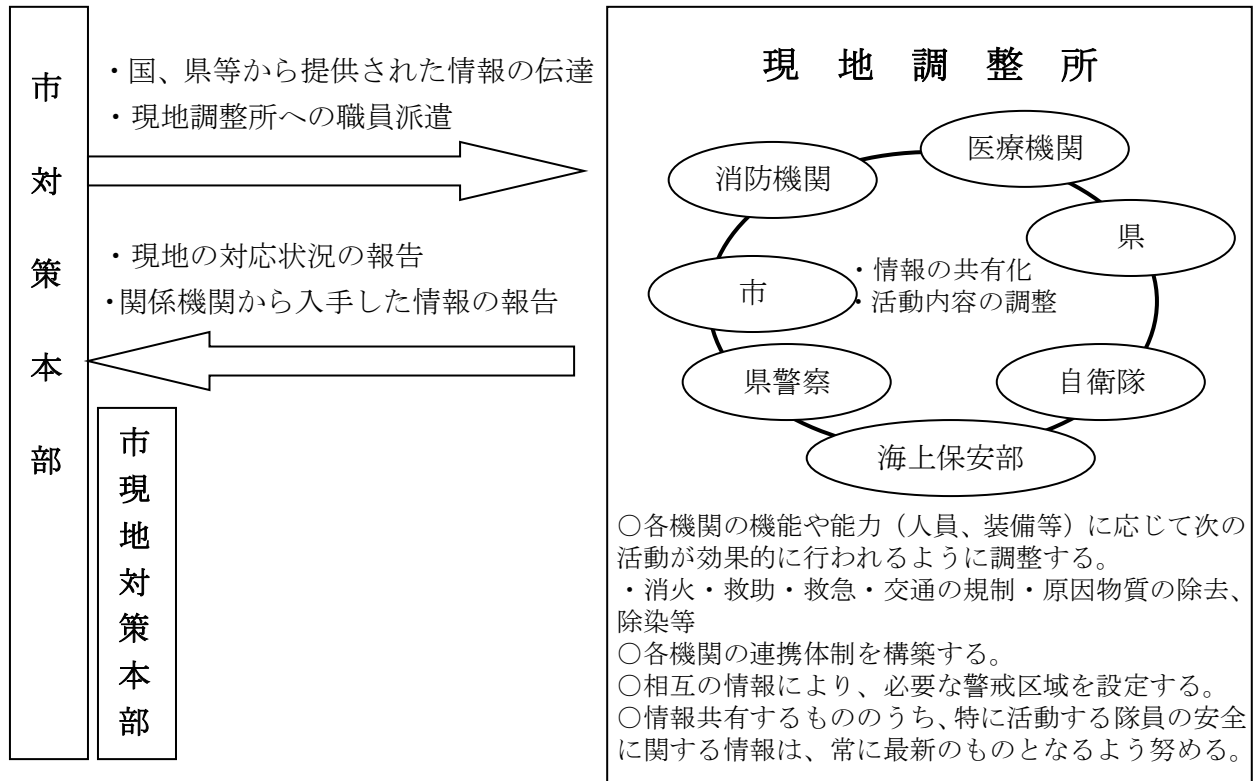 市対策本部
・国、県等から提供された情報の伝達
・現地調整所への職員派遣
・現地の対応状況の報告
・関係機関から入手した情報の報告
市現地対策本部
現地調整所
医療機関
消防機関
県
市
・情報の共有化
・活動内容の調整
県警察
自衛隊
海上保安部
○各機関の機能や能力（人員、装備等）に応じて次の
活動が効果的に行われるように調整する。
・消火・救助・救急・交通の規制・原因物質の除去、
除染等
○各機関の連携体制を構築する。
○相互の情報により、必要な警戒区域を設定する。
○情報共有するもののうち、特に活動する隊員の安全
に関する情報は、常に最新のものとなるよう努める。